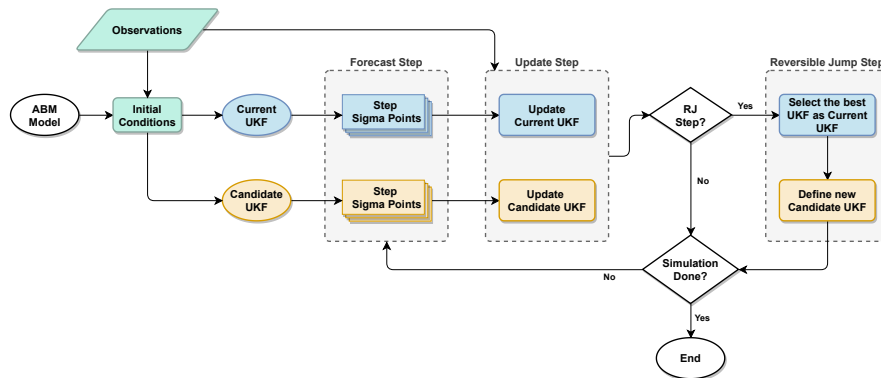 Observations
Forecast Step
Update Step
Reversible Jump Step
ABM
Model
Initial
Conditions
Current
UKF
Step
Sigma Points
Update
Current UKF
RJ
Step?
Yes
Select the best
UKF as Current
UKF
No
Candidate
UKF
Step
Sigma Points
Update
Candidate UKF
Define new
Candidate UKF
Simulation
Done?
No
Yes
End